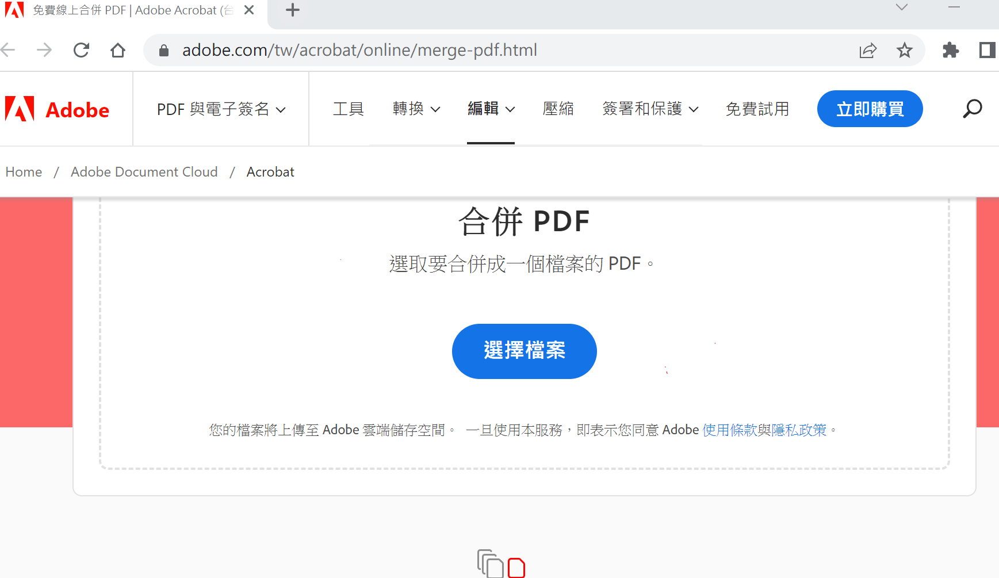 免費線上合併 PDF | Adobe Acrobat (台
adobe.com/tw/acrobat/online/merge-pdf.html
Adobe
PDF 與電子簽名
工具 轉換 編輯 壓縮 簽署和保護 免費試用 立即購買
Home / Adobe Document Cloud / Acrobat
合併 PDF
選取要合併成一個檔案的 PDF。
選擇檔案
您的檔案將上傳至 Adobe 雲端儲存空間。 一旦使用本服務，即表示您同意 Adobe 使用條款與隱私政策。